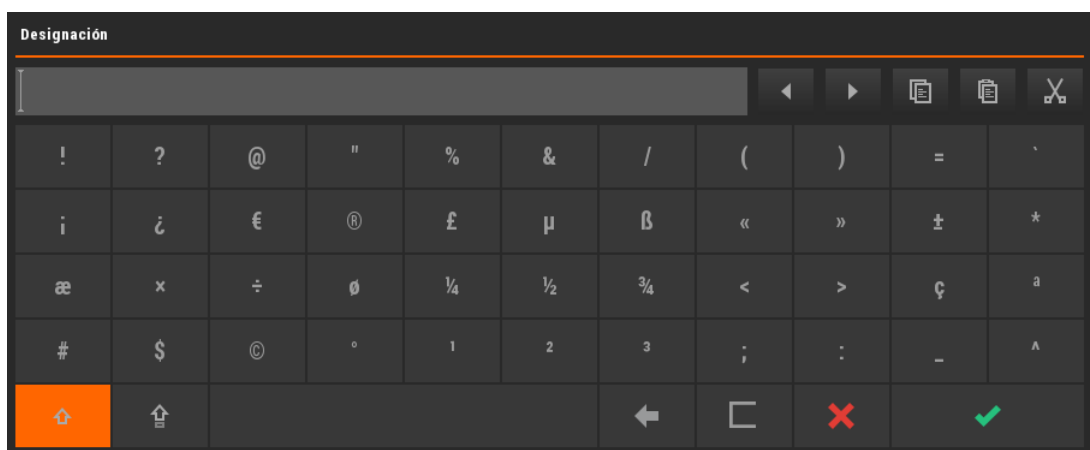 Designación
! ? @ " % & / ( ) = `
¡ ¿ € ® £ µ ß « » ± *
æ × ÷ ø ¼ ½ ¾ < > ç ª
# $ © ° ¹ ² ³ ; : _ ^